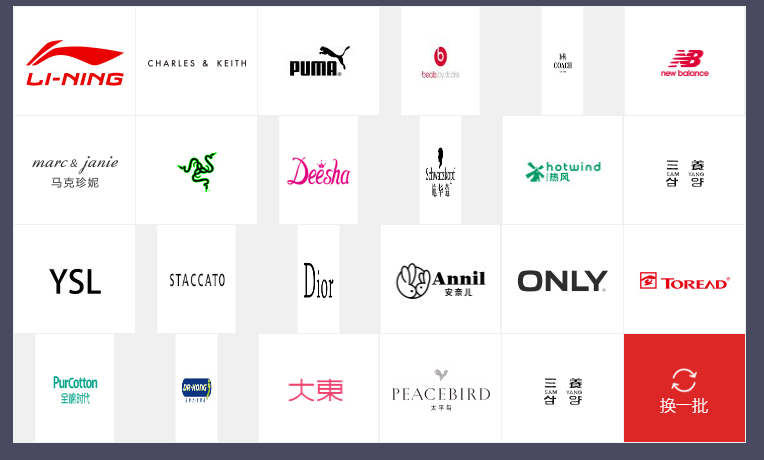 LI-NING
CHARLES & KEITH
PUMA®
beats by dr.dre
COACH
NB
new balance
marc & janie
马克珍妮
Deesha
Schwarzkopf
施华蔻
hotwind
热风
三養
SAM YANG
삼양
YSL
STACCATO
Dior
Annil
安奈儿
ONLY®
TOREAD®
PurCotton
全棉时代
DR·KONG
大東
PEACEBIRD
太平鸟
三養
SAM YANG
삼양
换一批